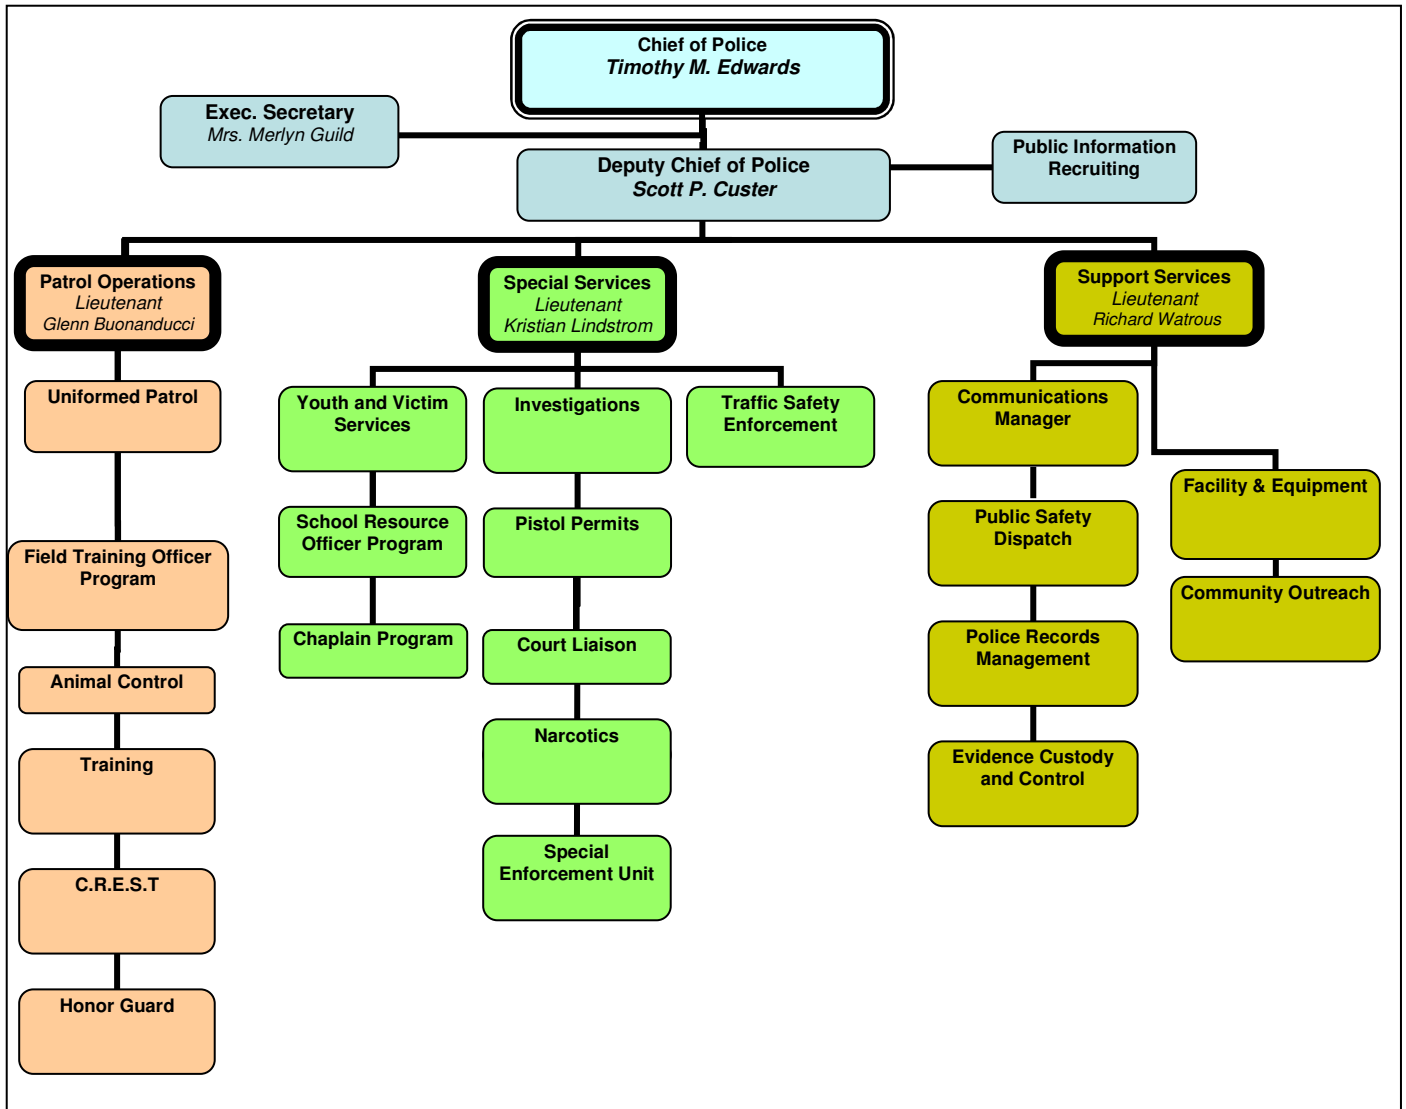 Chief of Police
Timothy M. Edwards
Exec. Secretary
Mrs. Merlyn Guild
Deputy Chief of Police
Scott P. Custer
Public Information
Recruiting
Patrol Operations
Lieutenant
Glenn Buonanducci
Special Services
Lieutenant
Kristian Lindstrom
Support Services
Lieutenant
Richard Watrous
Uniformed Patrol
Field Training Officer
Program
Animal Control
Training
C.R.E.S.T
Honor Guard
Youth and Victim
Services
School Resource
Officer Program
Chaplain Program
Investigations
Pistol Permits
Court Liaison
Narcotics
Special
Enforcement Unit
Traffic Safety
Enforcement
Communications
Manager
Public Safety
Dispatch
Police Records
Management
Evidence Custody
and Control
Facility & Equipment
Community Outreach